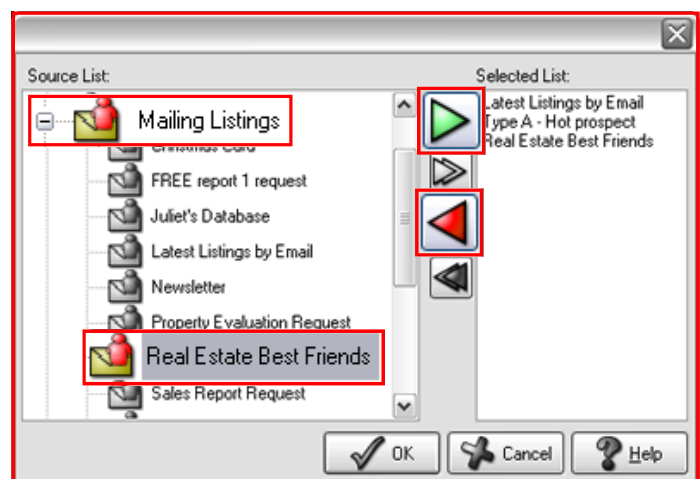 Source List:
Selected List:
Mailing Listings
Christmas Card
FREE report 1 request
Juliet's Database
Latest Listings by Email
Newsletter
Property Evaluation Request
Real Estate Best Friends
Sales Report Request
Latest Listings by Email
Type A - Hot prospect
Real Estate Best Friends
OK
Cancel
Help